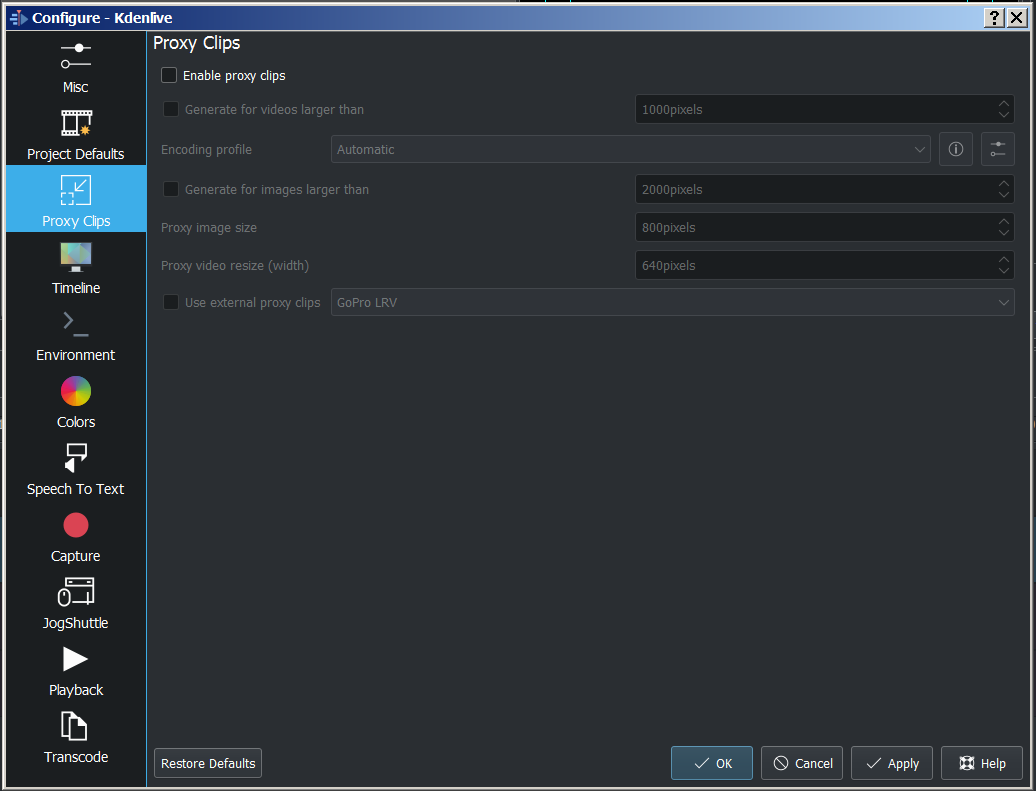 Configure - Kdenlive
Misc
Project Defaults
Proxy Clips
Timeline
Environment
Colors
Speech To Text
Capture
JogShuttle
Playback
Transcode
Proxy Clips
Enable proxy clips
Generate for videos larger than 1000pixels
Encoding profile Automatic
Generate for images larger than 2000pixels
Proxy image size 800pixels
Proxy video resize (width) 640pixels
Use external proxy clips GoPro LRV
Restore Defaults OK Cancel Apply Help